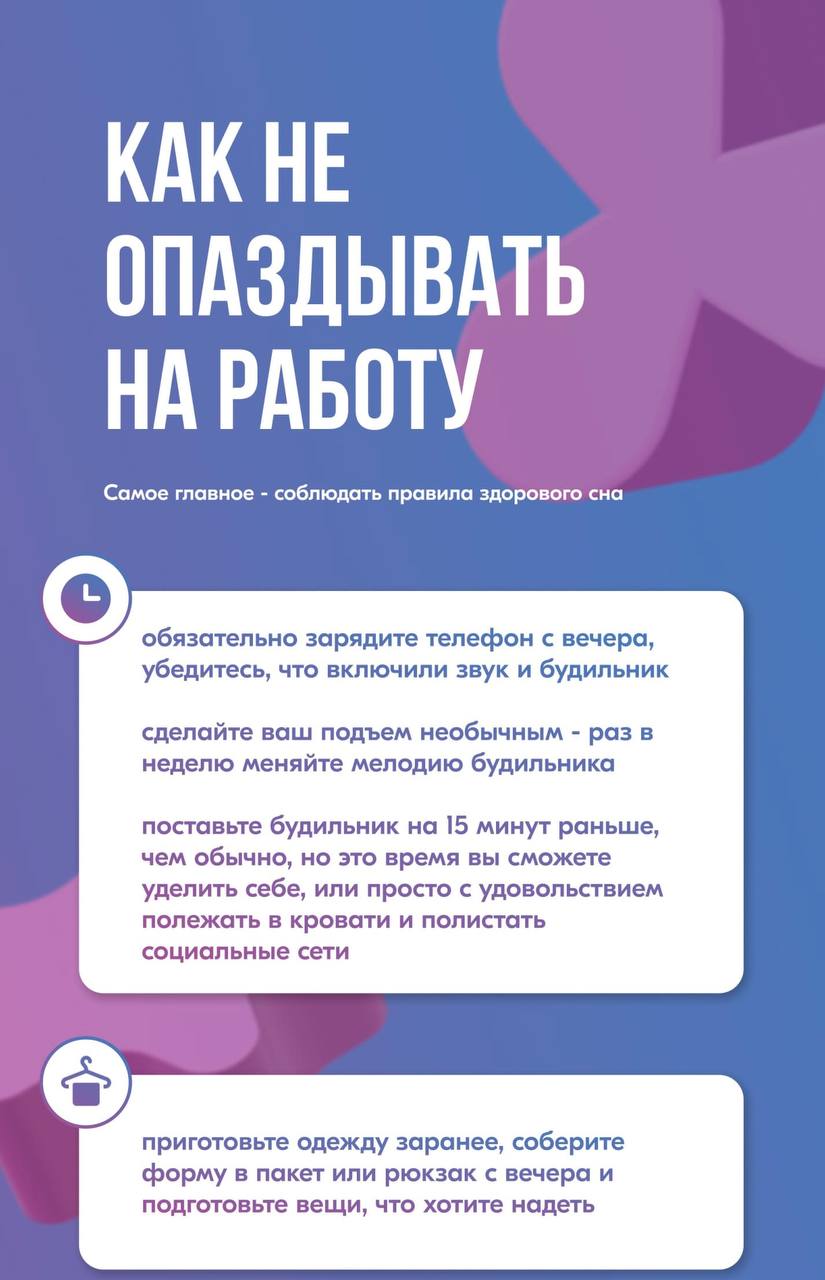 КАК НЕ
ОПАЗДЫВАТЬ
НА РАБОТУ
Самое главное - соблюдать правила здорового сна
обязательно зарядите телефон с вечера,
убедитесь, что включили звук и будильник
сделайте ваш подъем необычным - раз в
неделю меняйте мелодию будильника
поставьте будильник на 15 минут раньше,
чем обычно, но это время вы сможете
уделить себе, или просто с удовольствием
полежать в кровати и полистать
социальные сети
приготовьте одежду заранее, соберите
форму в пакет или рюкзак с вечера и
подготовьте вещи, что хотите надеть